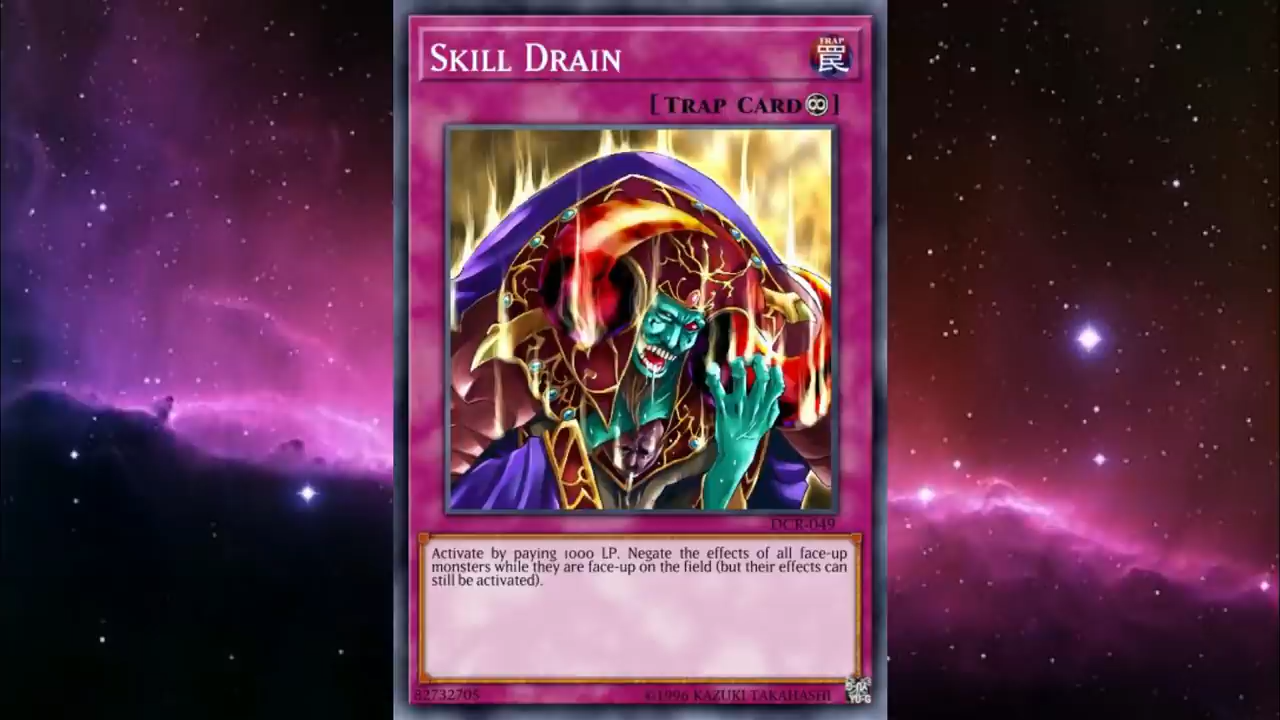 SKILL DRAIN
TRAP
罠
[ TRAP CARD ]
DCR-049
Activate by paying 1000 LP. Negate the effects of all face-up
monsters while they are face-up on the field (but their effects can
still be activated).
82732705
©1996 KAZUKI TAKAHASHI